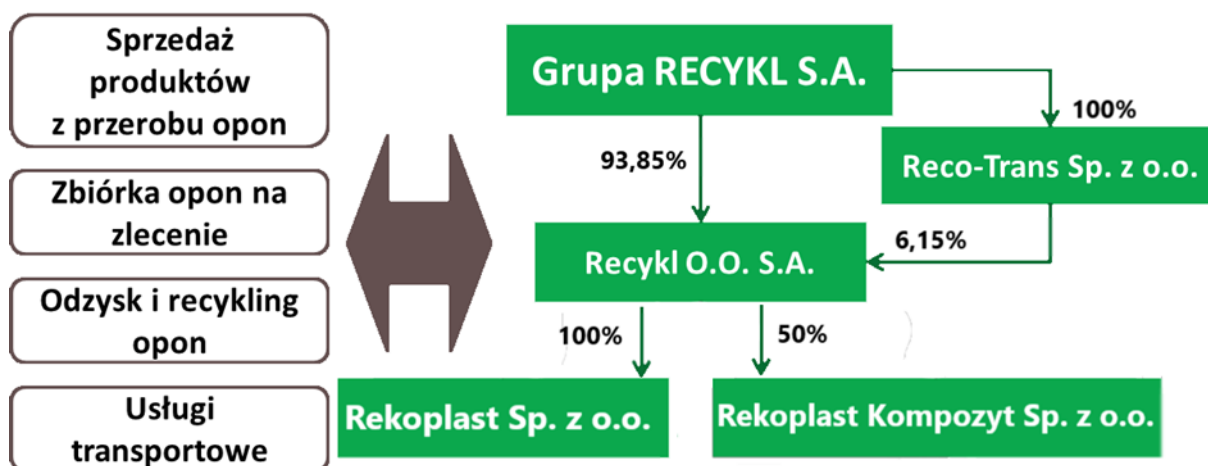 Sprzedaż
produktów
z przerobu opon
Zbiórka opon na
zlecenie
Odzysk i recykling
opon
Usługi
transportowe
Grupa RECYKL S.A.
100%
93,85%
Reco-Trans Sp. z o.o.
6,15%
Recykl O.O. S.A.
100%
50%
Rekoplast Sp. z o.o.
Rekoplast Kompozyt Sp. z o.o.